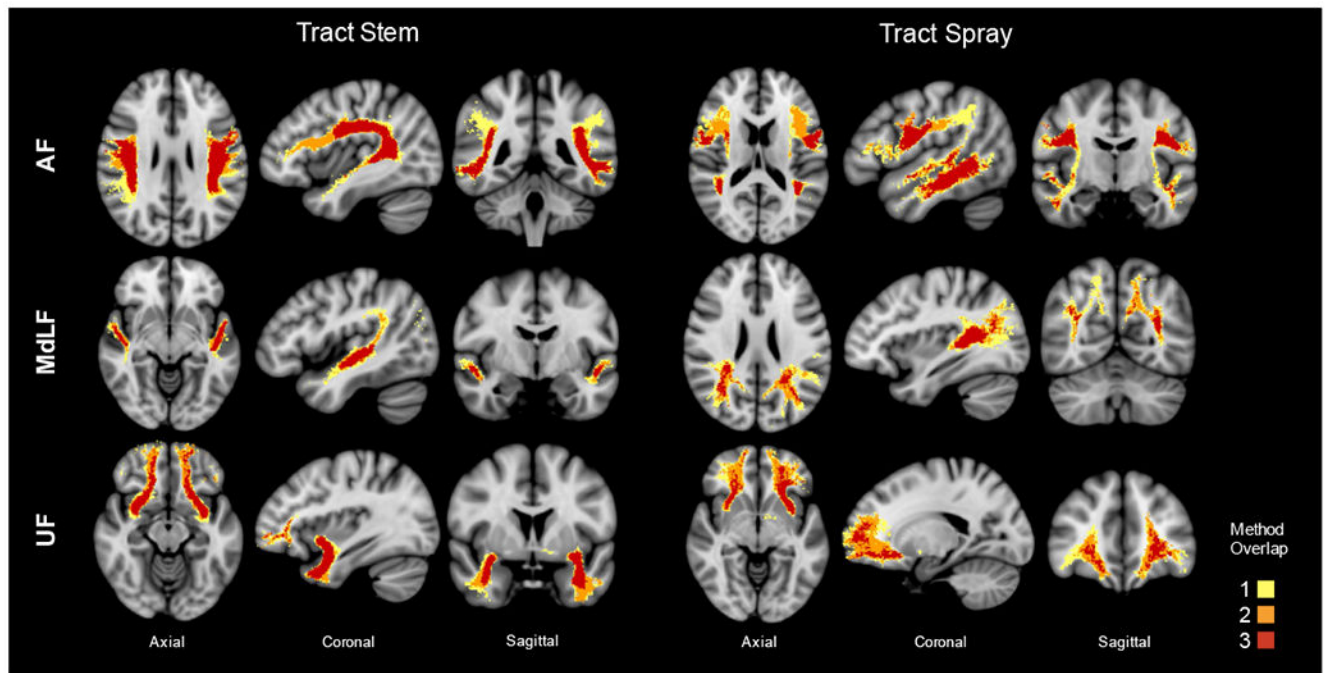 Tract Stem
Tract Spray
AF
MdLF
UF
Axial
Coronal
Sagittal
Axial
Coronal
Sagittal
Method
Overlap
1
2
3